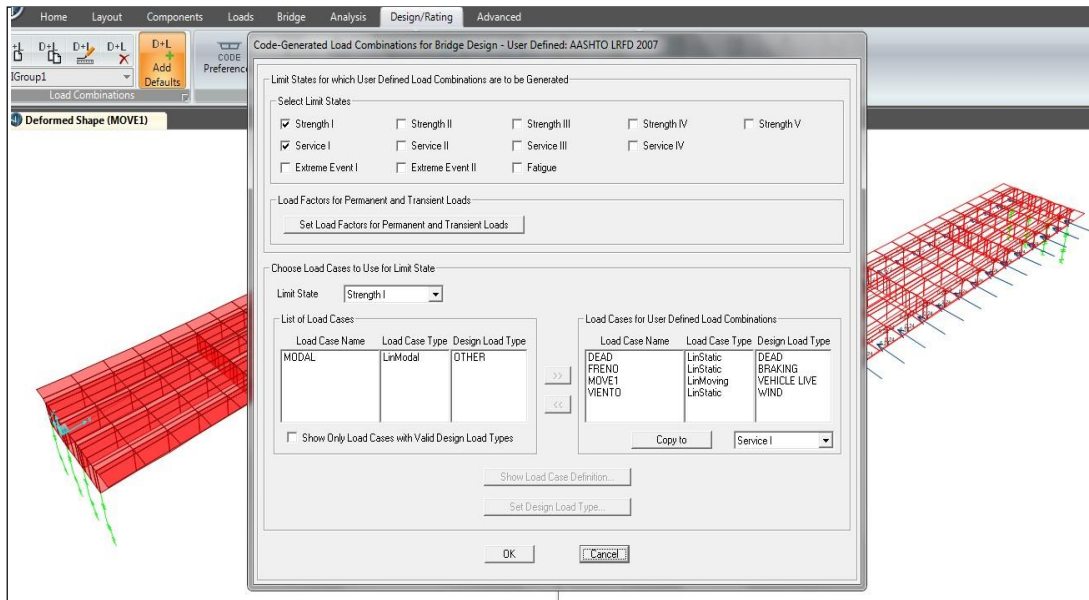 Home Layout Components Loads Bridge Analysis Design/Rating Advanced
D+L D+L D+L D+L
Add Defaults
CODE
Preference
IGroup1
Load Combinations
Deformed Shape (MOVE1)
Code-Generated Load Combinations for Bridge Design - User Defined: AASHTO LRFD 2007
Limit States for which User Defined Load Combinations are to be Generated
Select Limit States
Strength I Strength II Strength III Strength IV Strength V
Service I Service II Service III Service IV
Extreme Event I Extreme Event II Fatigue
Load Factors for Permanent and Transient Loads
Set Load Factors for Permanent and Transient Loads
Choose Load Cases to Use for Limit State
Limit State Strength I
List of Load Cases
Load Case Name Load Case Type Design Load Type
MODAL LinModal OTHER
Show Only Load Cases with Valid Design Load Types
>>
<<
Load Cases for User Defined Load Combinations
Load Case Name Load Case Type Design Load Type
DEAD LinStatic DEAD
FRENO LinStatic BRAKING
MOVE1 LinMoving VEHICLE LIVE
VIENTO LinStatic WIND
Copy to Service I
Show Load Case Definition...
Set Design Load Type...
OK Cancel